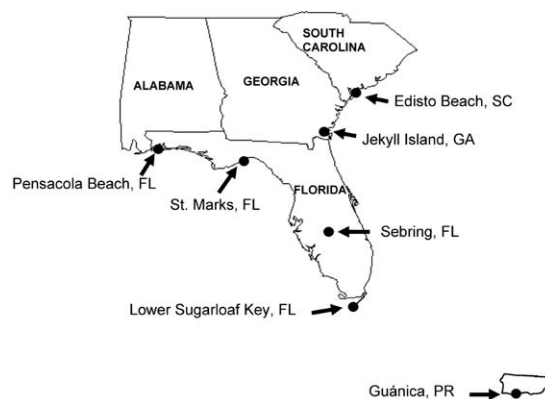 SOUTH
CAROLINA
ALABAMA
GEORGIA
Edisto Beach, SC
Jekyll Island, GA
Pensacola Beach, FL
St. Marks, FL
FLORIDA
Sebring, FL
Lower Sugarloaf Key, FL
Guánica, PR